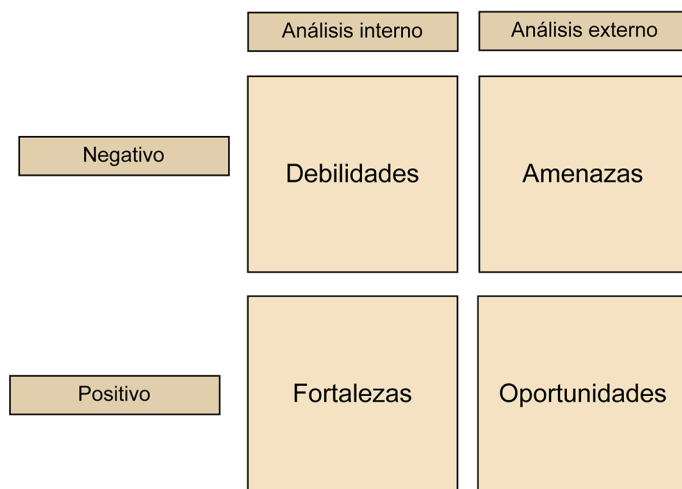 Análisis interno
Análisis externo
Negativo
Debilidades
Amenazas
Positivo
Fortalezas
Oportunidades